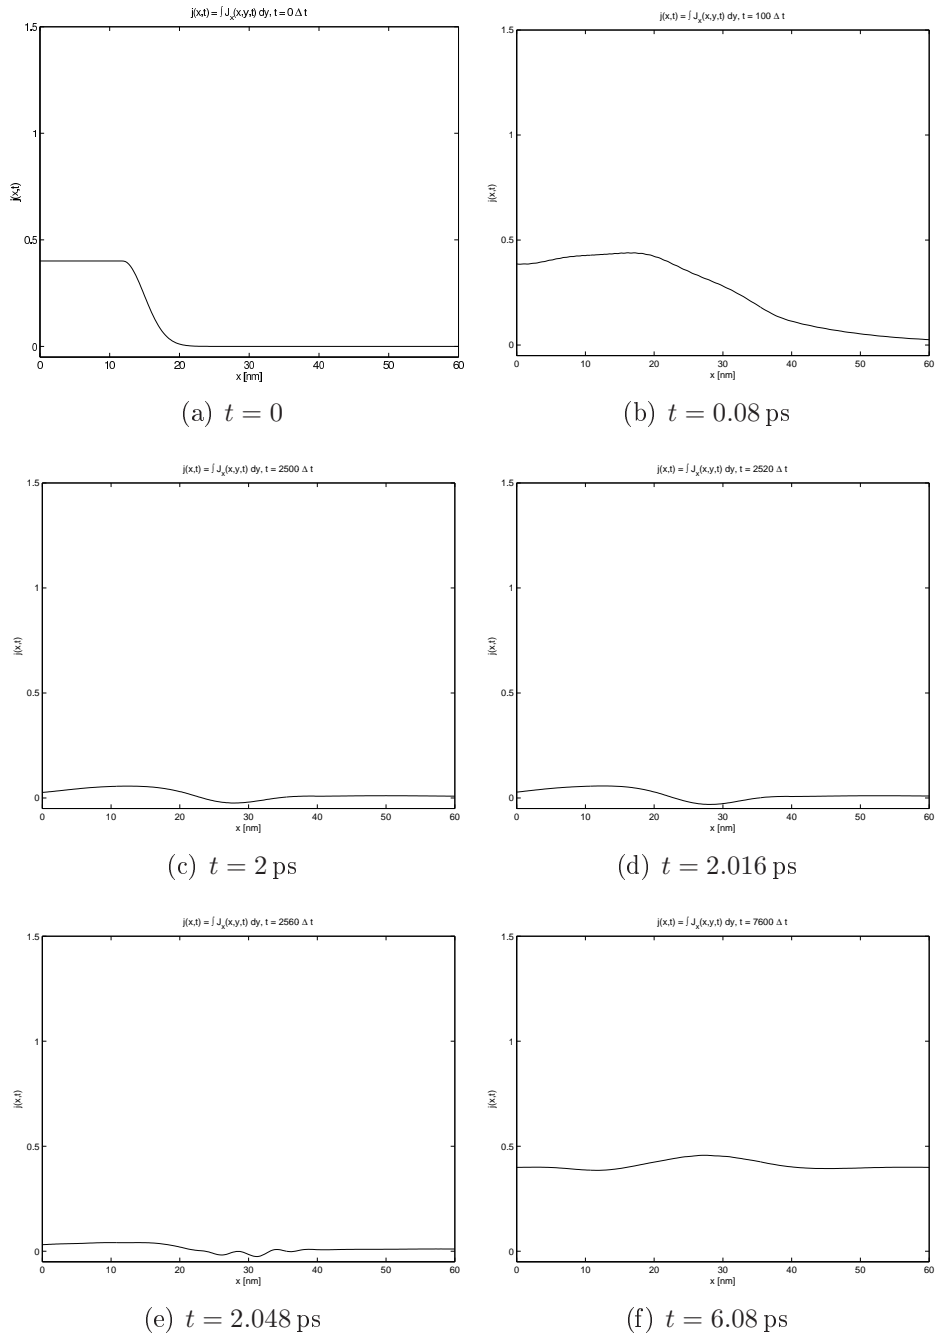 j(x,t) = ∫ J_x(x,y,t) dy, t = 0 Δ t
1.5
1
0.5
0
j(x,t)
0 10 20 30 40 50 60
x [nm]
(a) t = 0
j(x,t) = ∫ J_x(x,y,t) dy, t = 100 Δ t
1.5
1
0.5
0
j(x,t)
0 10 20 30 40 50 60
x [nm]
(b) t = 0.08 ps
j(x,t) = ∫ J_x(x,y,t) dy, t = 2500 Δ t
1.5
1
0.5
0
j(x,t)
0 10 20 30 40 50 60
x [nm]
(c) t = 2 ps
j(x,t) = ∫ J_x(x,y,t) dy, t = 2520 Δ t
1.5
1
0.5
0
j(x,t)
0 10 20 30 40 50 60
x [nm]
(d) t = 2.016 ps
j(x,t) = ∫ J_x(x,y,t) dy, t = 2560 Δ t
1.5
1
0.5
0
j(x,t)
0 10 20 30 40 50 60
x [nm]
(e) t = 2.048 ps
j(x,t) = ∫ J_x(x,y,t) dy, t = 7600 Δ t
1.5
1
0.5
0
j(x,t)
0 10 20 30 40 50 60
x [nm]
(f) t = 6.08 ps